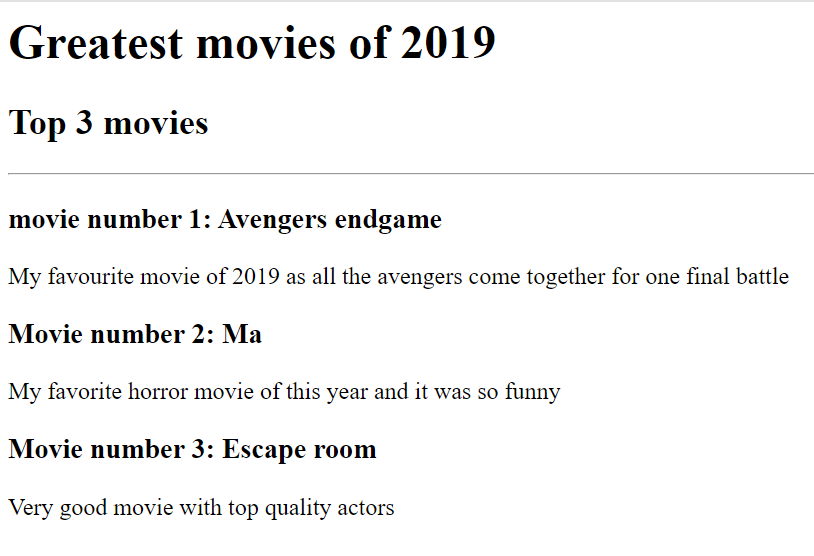 Greatest movies of 2019
Top 3 movies
movie number 1: Avengers endgame
My favourite movie of 2019 as all the avengers come together for one final battle
Movie number 2: Ma
My favorite horror movie of this year and it was so funny
Movie number 3: Escape room
Very good movie with top quality actors